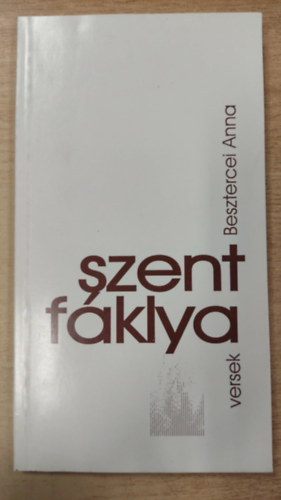 szent
fáklya
versek Besztercei Anna